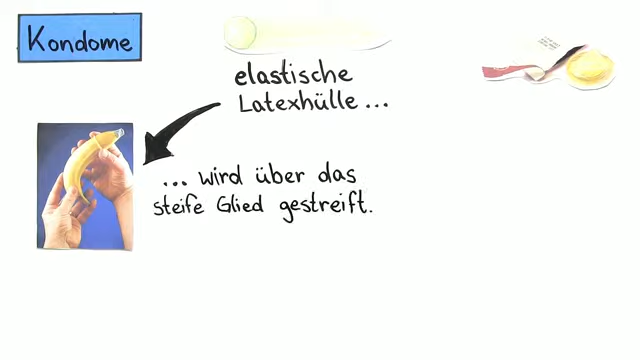 Kondome
elastische
Latexhülle...
... wird über das
steife Glied gestreift.